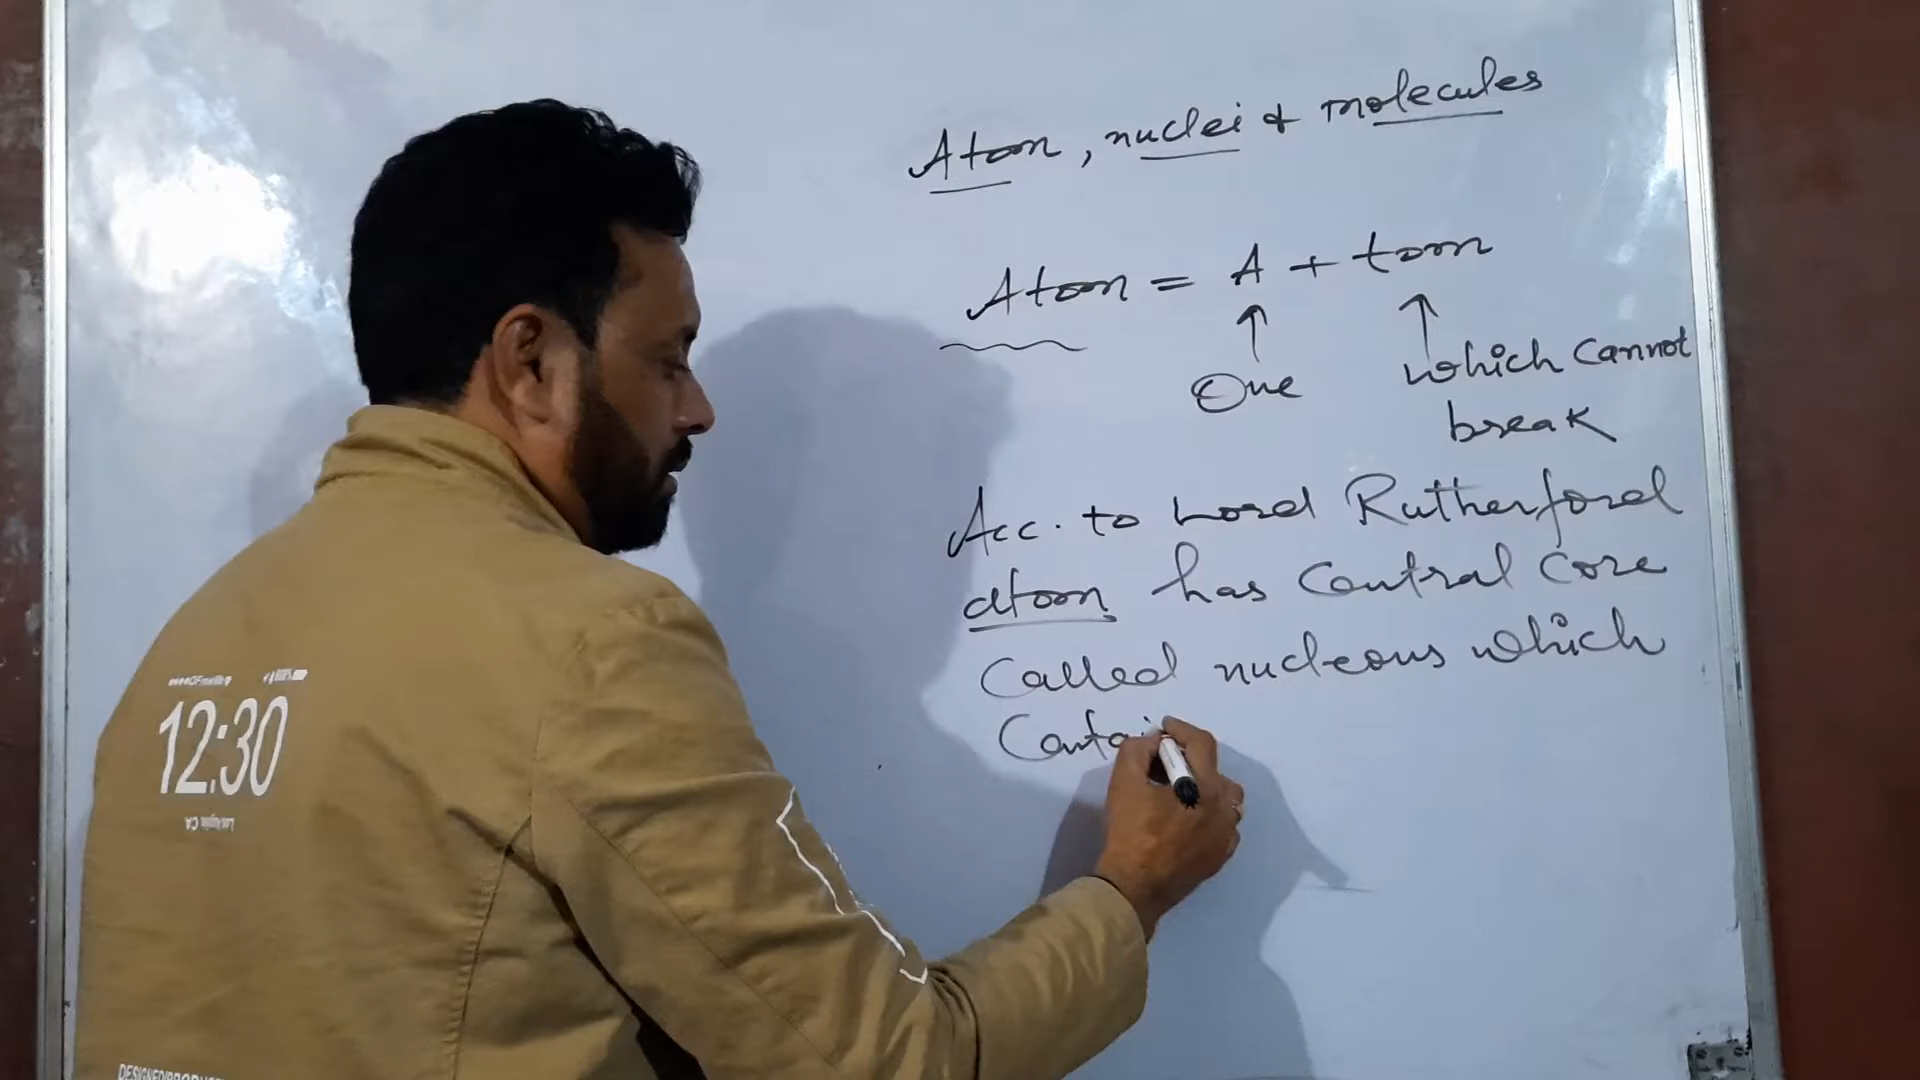 Atom, nuclei & molecules
Atom = A + tom
One
which cannot
break
Acc. to Lord Rutherford
atom has Central Core
Called nucleous which
Contai
12:30